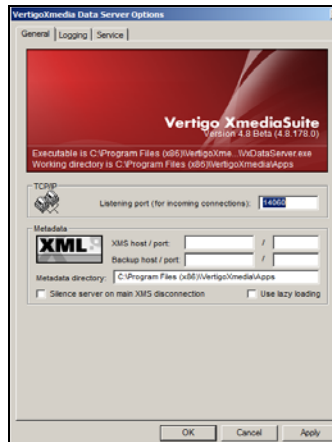 VertigoXmedia Data Server Options
General Logging Service
Vertigo XmediaSuite
Version 4.8 Beta (4.8.178.0)
Executable is C:\Program Files (x86)\VertigoXme...\VxDataServer.exe
Working directory is C:\Program Files (x86)\VertigoXmedia\Apps
TCP/IP
Listening port (for incoming connections): 14060
Metadata
XML
XMS host / port: /
Backup host / port: /
Metadata directory: C:\Program Files (x86)\VertigoXmedia\Apps
Silence server on main XMS disconnection Use lazy loading
OK Cancel Apply